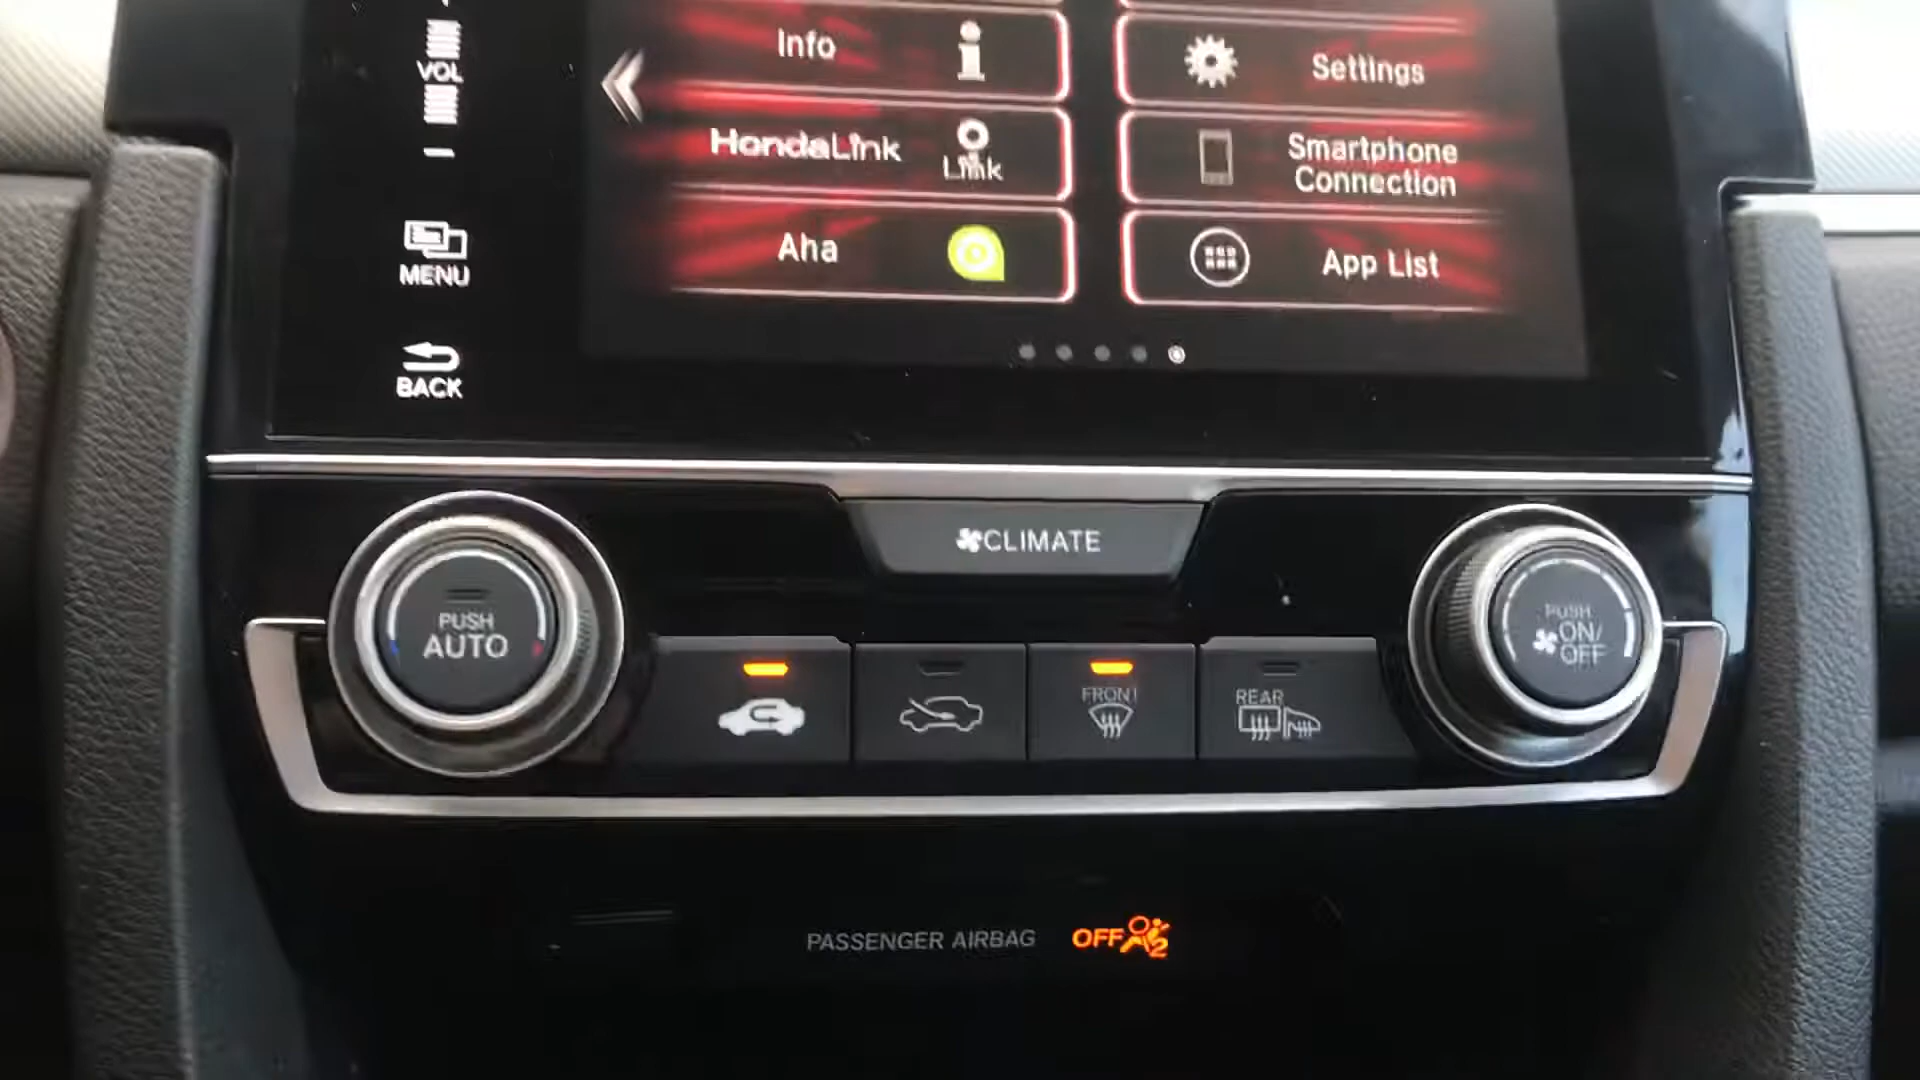 VOL
Info
Settings
HondaLink
Link
Smartphone
Connection
MENU
Aha
App List
BACK
CLIMATE
PUSH
AUTO
FRONT
REAR
PUSH
ON/
OFF
PASSENGER AIRBAG OFF 2